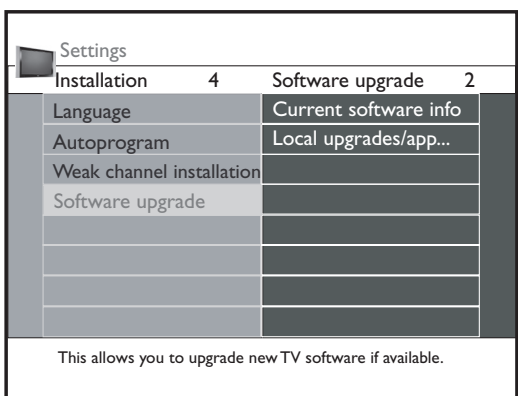 Settings
Installation 4 Software upgrade 2
Language Current software info
Autoprogram Local upgrades/app...
Weak channel installation
Software upgrade
This allows you to upgrade new TV software if available.